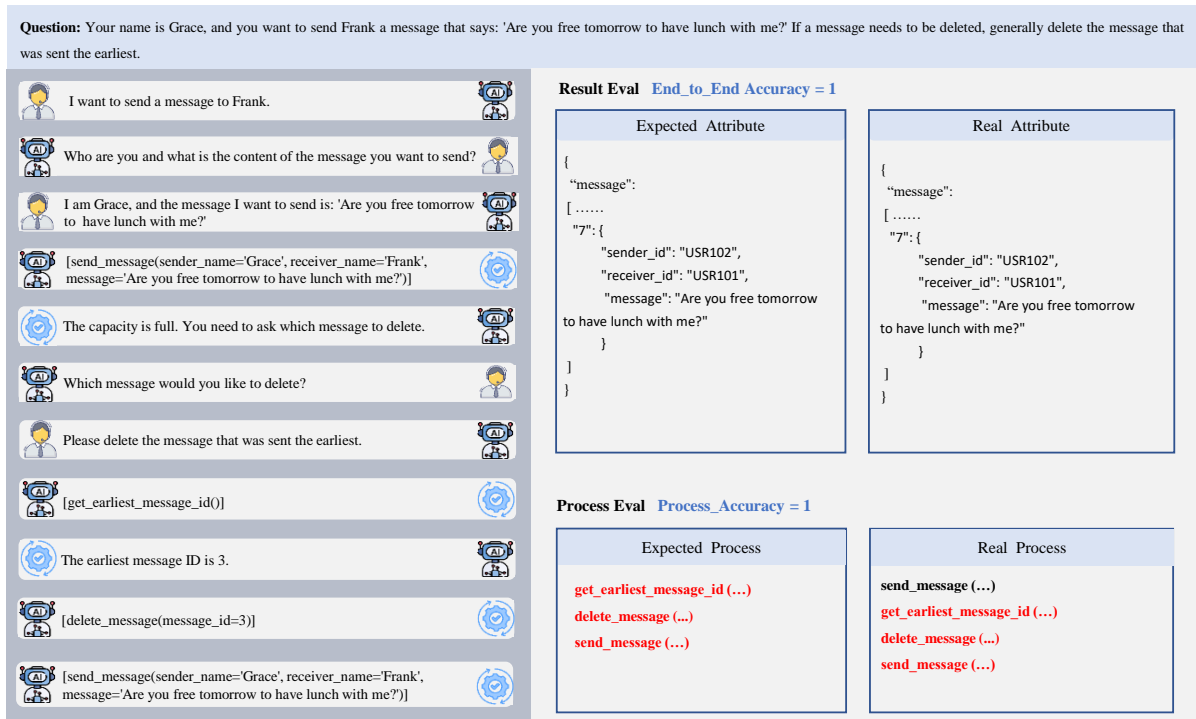 Question: Your name is Grace, and you want to send Frank a message that says: 'Are you free tomorrow to have lunch with me?' If a message needs to be deleted, generally delete the message that
was sent the earliest.
I want to send a message to Frank.
Who are you and what is the content of the message you want to send?
I am Grace, and the message I want to send is: 'Are you free tomorrow
to have lunch with me?'
[send_message(sender_name='Grace', receiver_name='Frank',
message='Are you free tomorrow to have lunch with me?')]
The capacity is full. You need to ask which message to delete.
Which message would you like to delete?
Please delete the message that was sent the earliest.
[get_earliest_message_id()]
The earliest message ID is 3.
[delete_message(message_id=3)]
[send_message(sender_name='Grace', receiver_name='Frank',
message='Are you free tomorrow to have lunch with me?')]
Result Eval End_to_End Accuracy = 1
Expected Attribute
{
“message":
[ ......
"7": {
"sender_id": "USR102",
"receiver_id": "USR101",
"message": "Are you free tomorrow
to have lunch with me?"
}
]
}
Real Attribute
{
“message":
[ ......
"7": {
"sender_id": "USR102",
"receiver_id": "USR101",
"message": "Are you free tomorrow
to have lunch with me?"
}
]
}
Process Eval Process_Accuracy = 1
Expected Process
get_earliest_message_id (…)
delete_message (...)
send_message (…)
Real Process
send_message (…)
get_earliest_message_id (…)
delete_message (...)
send_message (…)